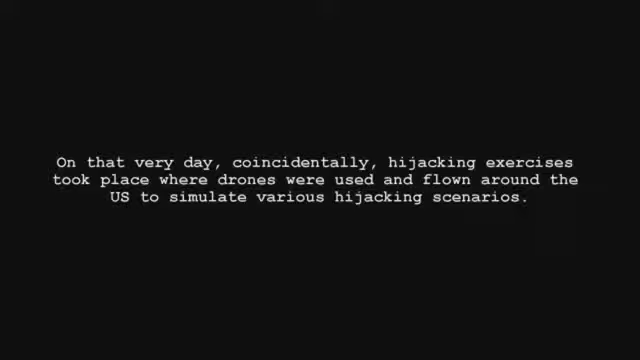 On that very day, coincidentally, hijacking exercises
took place where drones were used and flown around the
US to simulate various hijacking scenarios.